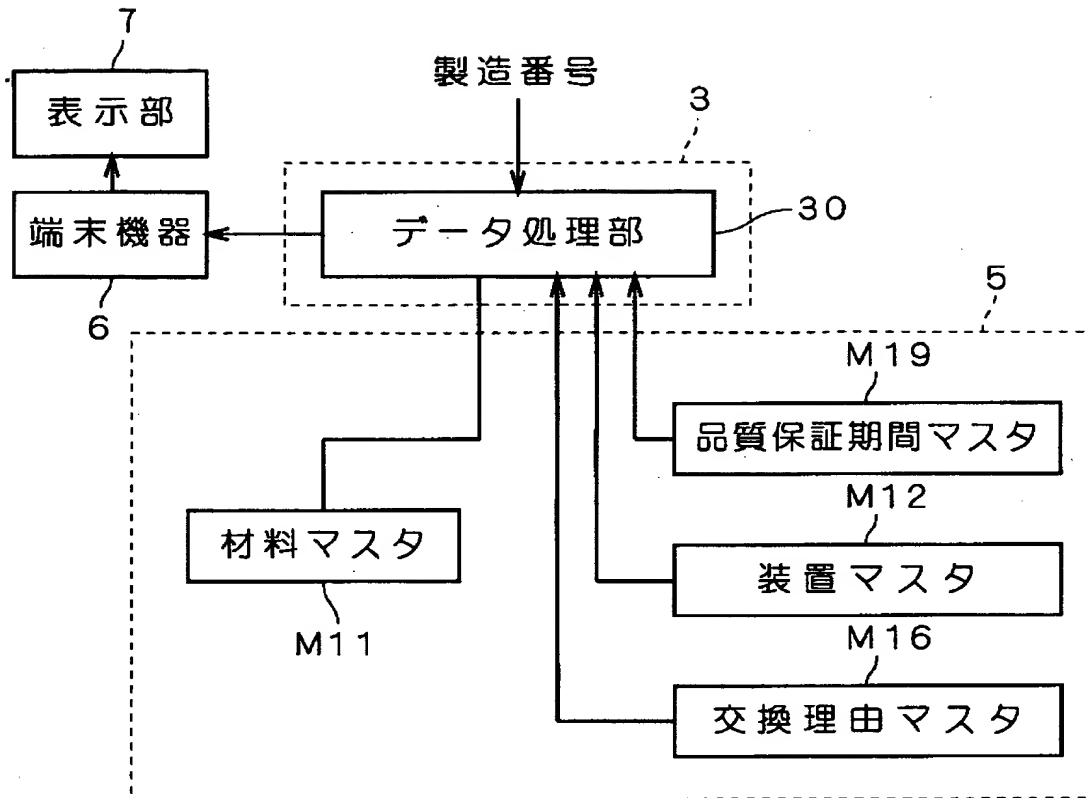 7
表示部
製造番号
3
端末機器
データ処理部
30
6
5
M19
品質保証期間マスタ
M12
材料マスタ
装置マスタ
M11
M16
交換理由マスタ